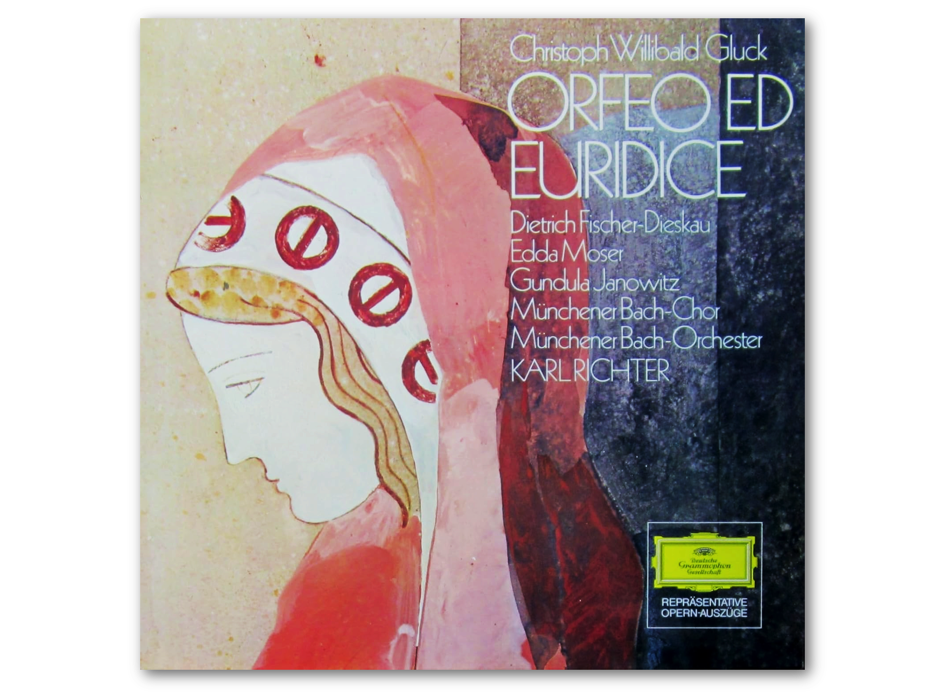 Christoph Willibald Gluck
ORFEO ED
EURIDICE
Dietrich Fischer-Dieskau
Edda Moser
Gundula Janowitz
Münchener Bach-Chor
Münchener Bach-Orchester
KARL RICHTER
Deutsche
Grammophon
Gesellschaft
REPRÄSENTATIVE
OPERN-AUSZÜGE